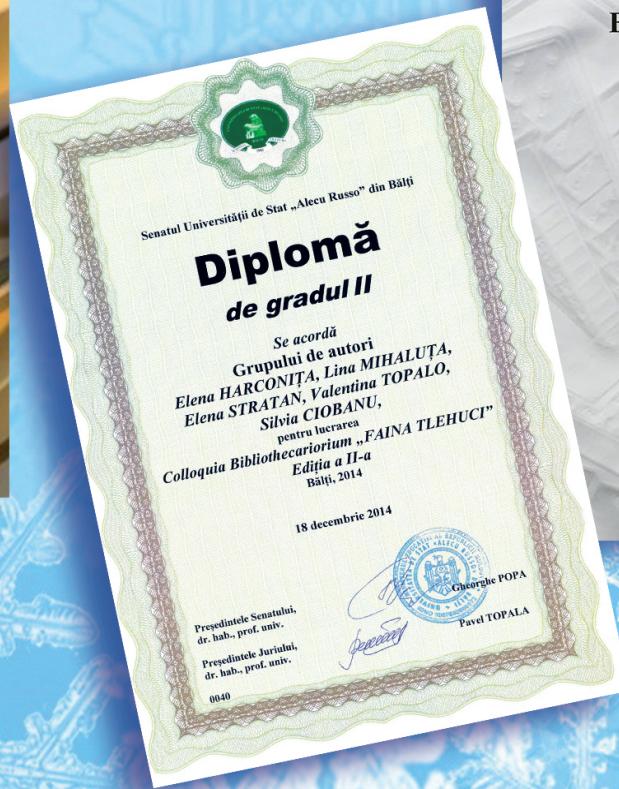 E
Senatul Universității de Stat „Alecu Russo” din Bălți
Diplomă
de gradul II
Se acordă
Grupului de autori
Elena HARCONIȚA, Lina MIHALUȚA,
Elena STRATAN, Valentina TOPALO,
Silvia CIOBANU,
pentru lucrarea
Colloquia Bibliothecariorium „FAINA TLEHUCI”
Ediția a II-a
Bălți, 2014
18 decembrie 2014
Președintele Senatului,
dr. hab., prof. univ.
Gheorghe POPA
Președintele Juriului,
dr. hab., prof. univ.
Pavel TOPALA
0040